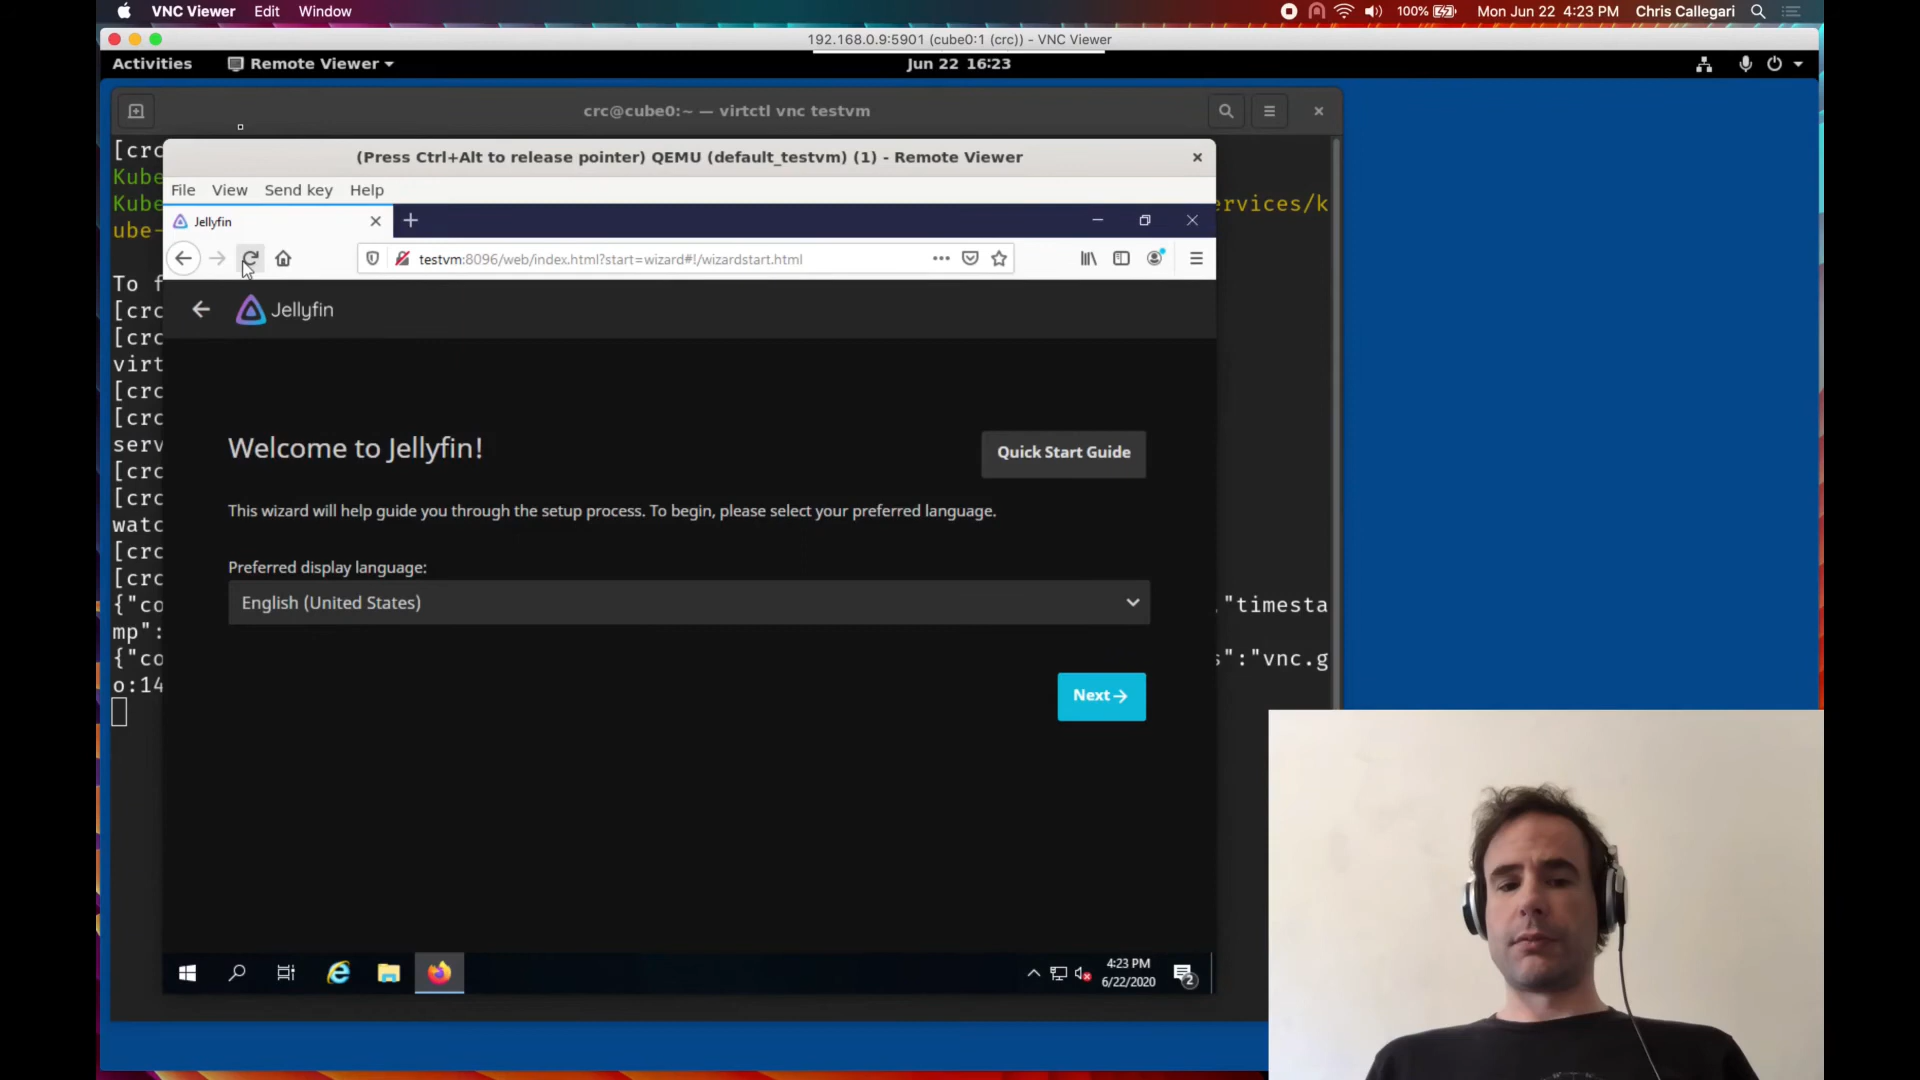 VNC Viewer Edit Window 100% Mon Jun 22 4:23 PM Chris Callegari
192.168.0.9:5901 (cube0:1 (crc)) - VNC Viewer
Activities Remote Viewer Jun 22 16:23
crc@cube0:~ — virtctl vnc testvm
[crc
(Press Ctrl+Alt to release pointer) QEMU (default_testvm) (1) - Remote Viewer
Kube
File View Send key Help
Kube ervices/k
Jellyfin
ube-
testvm:8096/web/index.html?start=wizard#!/wizardstart.html
To f
[crc
Jellyfin
[crc
virt
[crc
[crc
serv
Welcome to Jellyfin!
Quick Start Guide
[crc
[crc
This wizard will help guide you through the setup process. To begin, please select your preferred language.
watc
[crc
Preferred display language:
[crc
English (United States)
{"co "timesta
mp":
{"co s":"vnc.g
o:14
Next
4:23 PM
6/22/2020
2